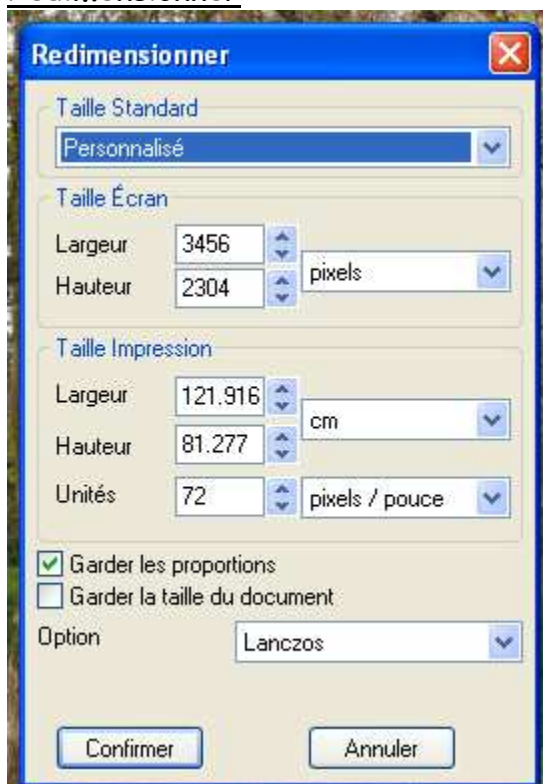 Redimensionner
Taille Standard
Personnalisé
Taille Écran
Largeur 3456
pixels
Hauteur 2304
Taille Impression
Largeur 121.916
cm
Hauteur 81.277
Unités 72 pixels / pouce
Garder les proportions
Garder la taille du document
Option Lanczos
Confirmer Annuler